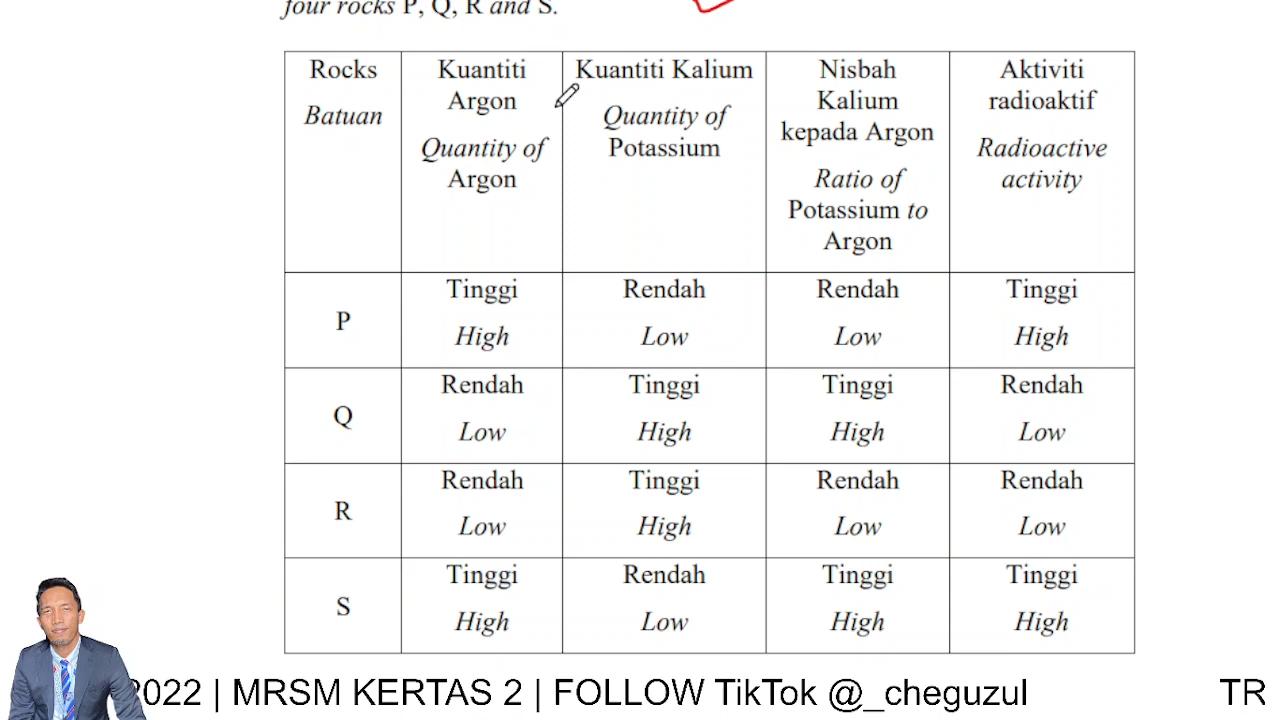 four rocks P, Q, R and S.
Rocks
Batuan
Kuantiti
Argon
Quantity of
Argon
Kuantiti Kalium
Quantity of
Potassium
Nisbah
Kalium
kepada Argon
Ratio of
Potassium to
Argon
Aktiviti
radioaktif
Radioactive
activity
P
Tinggi
High
Rendah
Low
Rendah
Low
Tinggi
High
Q
Rendah
Low
Tinggi
High
Tinggi
High
Rendah
Low
R
Rendah
Low
Tinggi
High
Rendah
Low
Rendah
Low
S
Tinggi
High
Rendah
Low
Tinggi
High
Tinggi
High
2022 | MRSM KERTAS 2 | FOLLOW TikTok @_cheguzul TR